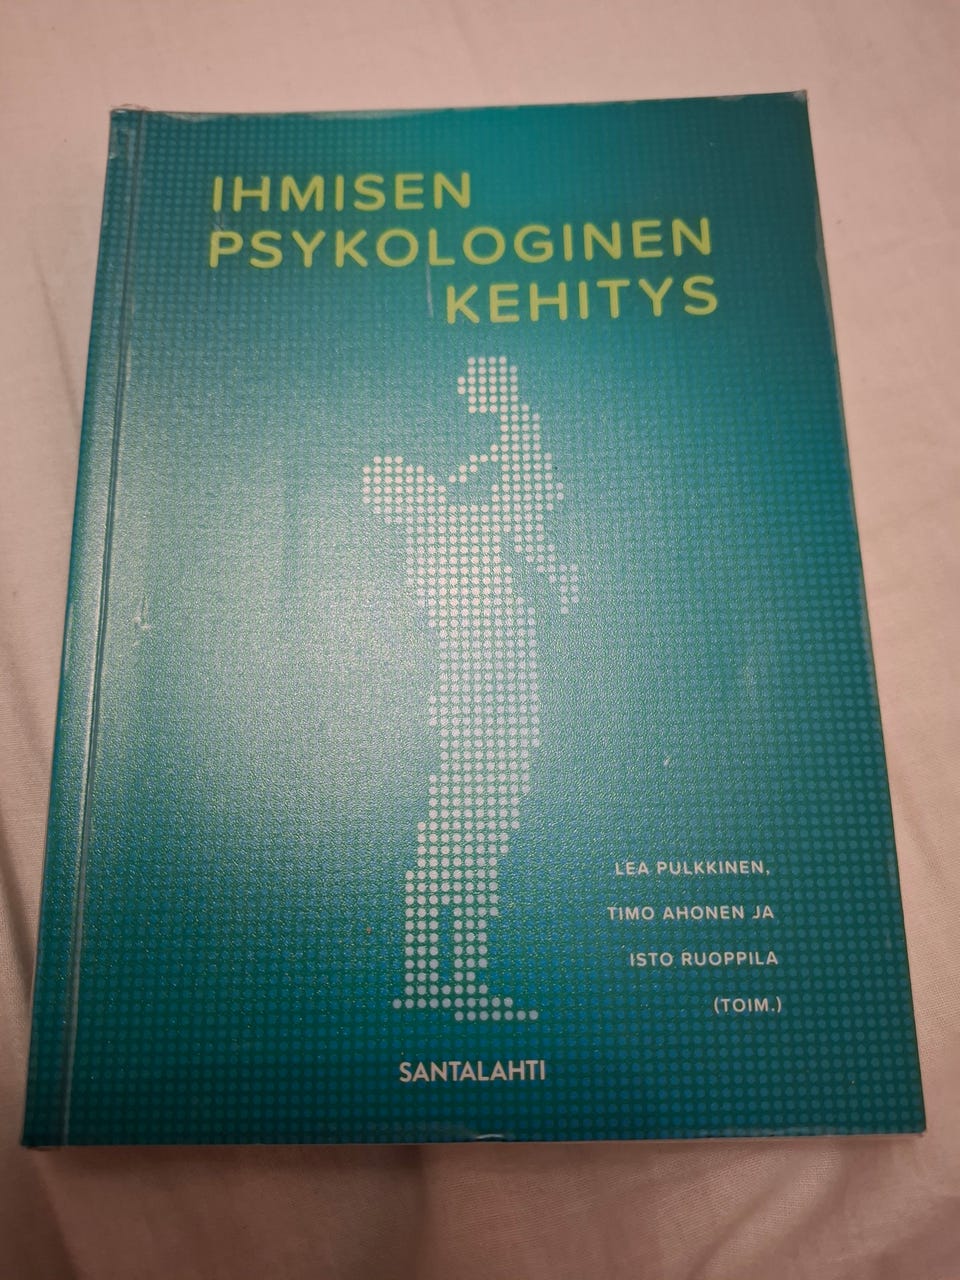 IHMISEN
PSYKOLOGINEN
KEHITYS
LEA PULKKINEN,
TIMO AHONEN JA
ISTO RUOPPILA
(TOIM.)
SANTALAHTI